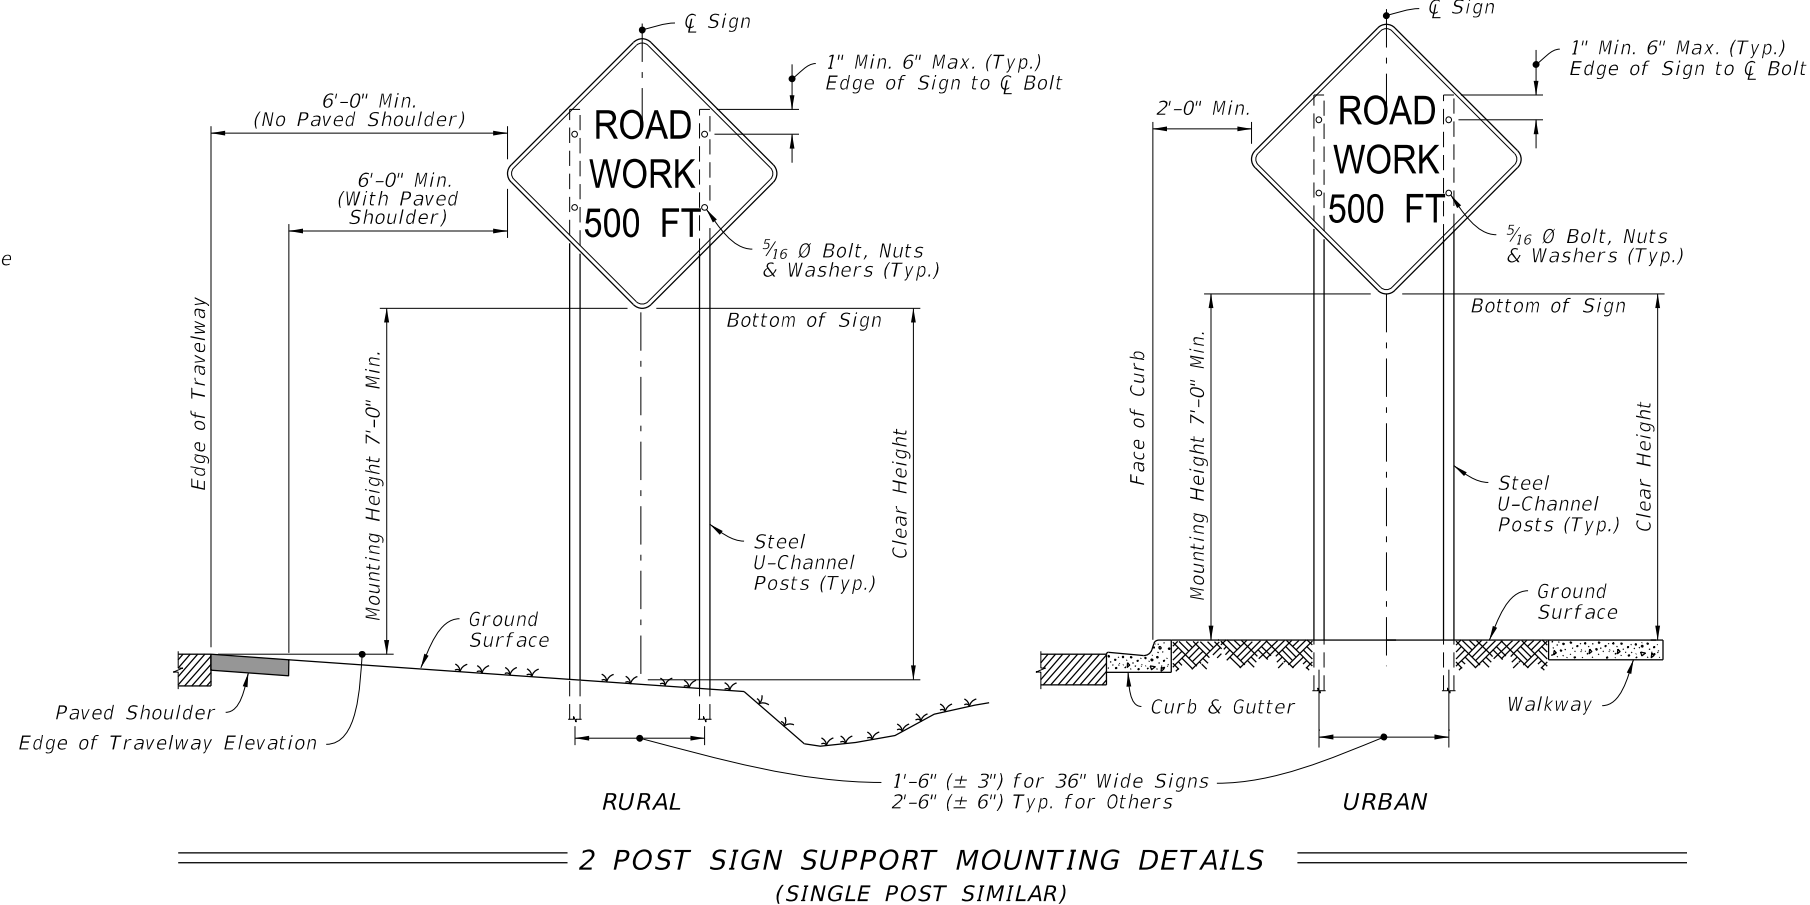 ℄ Sign
1" Min. 6" Max. (Typ.)
Edge of Sign to ℄ Bolt
6'-0" Min.
(No Paved Shoulder)
6'-0" Min.
(With Paved
Shoulder)
ROAD
WORK
500 FT
5/16 Ø Bolt, Nuts
& Washers (Typ.)
e
Edge of Travelway
Mounting Height 7'-0" Min.
Bottom of Sign
Clear Height
Steel
U-Channel
Posts (Typ.)
Ground
Surface
Paved Shoulder
Edge of Travelway Elevation
RURAL
℄ Sign
1" Min. 6" Max. (Typ.)
Edge of Sign to ℄ Bolt
2'-0" Min.
ROAD
WORK
500 FT
5/16 Ø Bolt, Nuts
& Washers (Typ.)
Bottom of Sign
Face of Curb
Mounting Height 7'-0" Min.
Clear Height
Steel
U-Channel
Posts (Typ.)
Ground
Surface
Curb & Gutter
Walkway
1'-6" (± 3") for 36" Wide Signs
2'-6" (± 6") Typ. for Others
URBAN
2 POST SIGN SUPPORT MOUNTING DETAILS
(SINGLE POST SIMILAR)